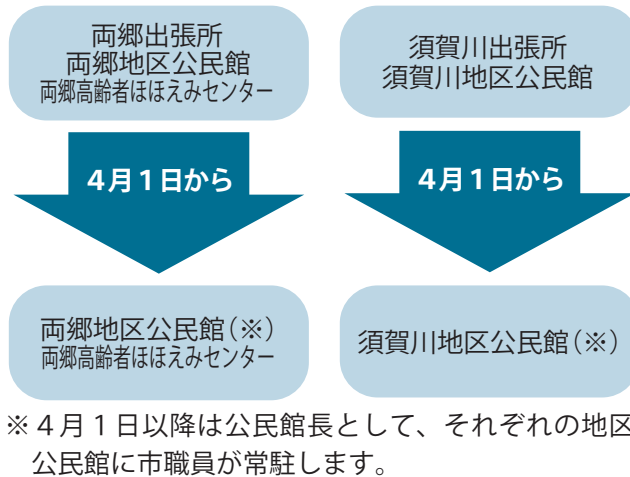 両郷出張所
両郷地区公民館
両郷高齢者ほほえみセンター
須賀川出張所
須賀川地区公民館
4月1日から
4月1日から
両郷地区公民館(※)
両郷高齢者ほほえみセンター
須賀川地区公民館(※)
※4月1日以降は公民館長として、それぞれの地区
公民館に市職員が常駐します。